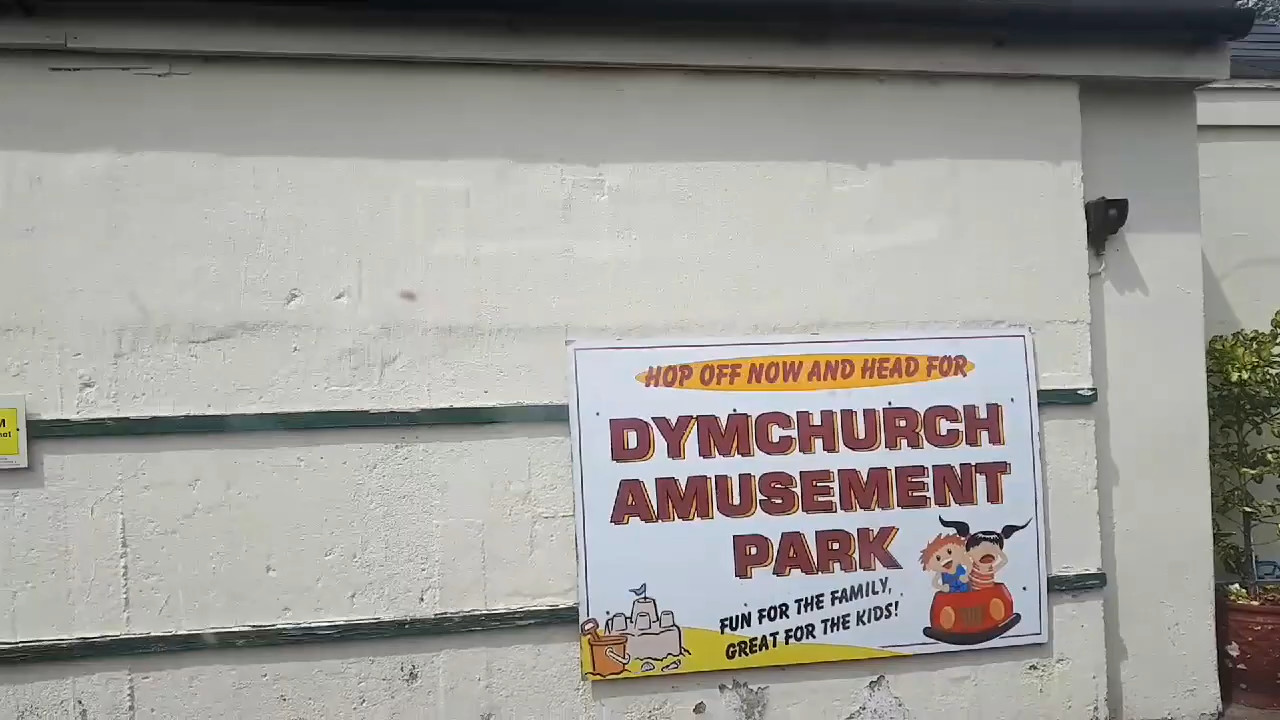 HOP OFF NOW AND HEAD FOR
DYMCHURCH
AMUSEMENT
PARK
FUN FOR THE FAMILY,
GREAT FOR THE KIDS!